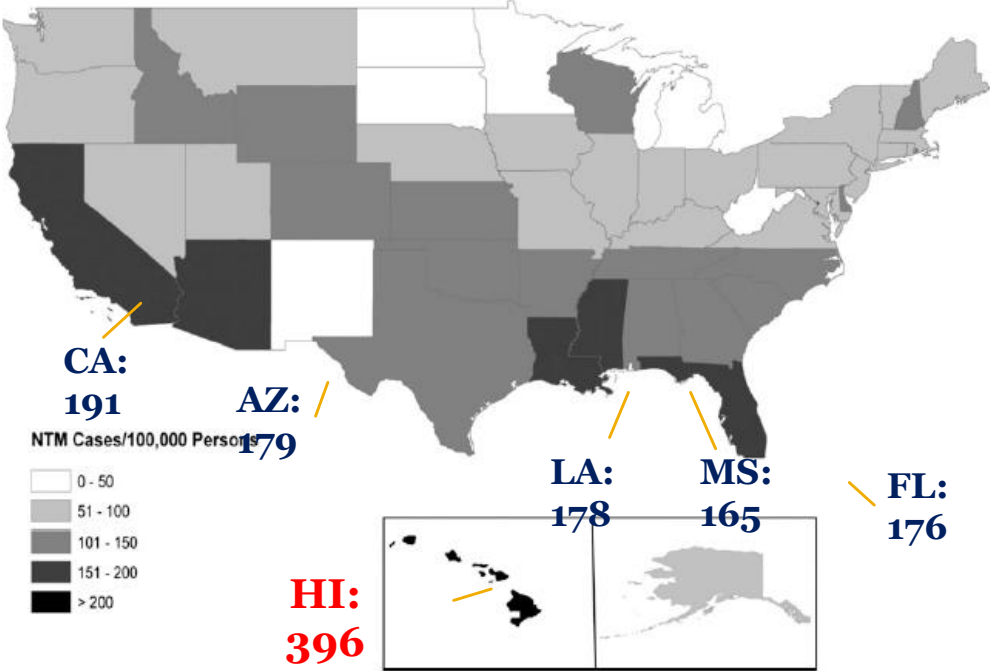 CA:
191
AZ:
179
NTM Cases/100,000 Persons
0 - 50
51 - 100
101 - 150
151 - 200
> 200
LA:
178
MS:
165
FL:
176
HI:
396